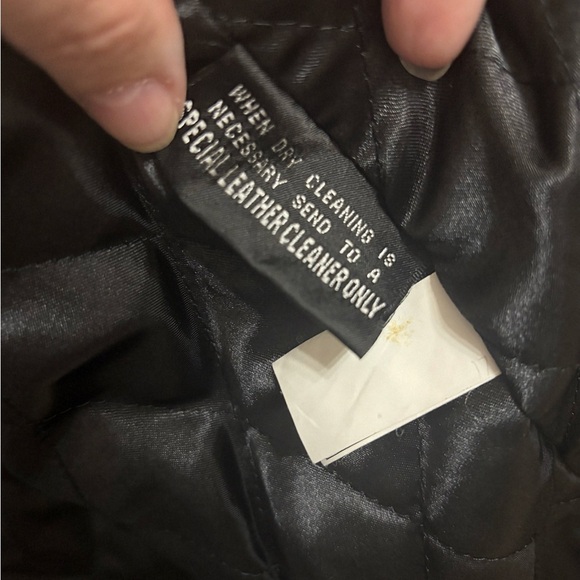 WHEN DRY CLEANING IS
NECESSARY SEND TO A
SPECIAL LEATHER CLEANER ONLY